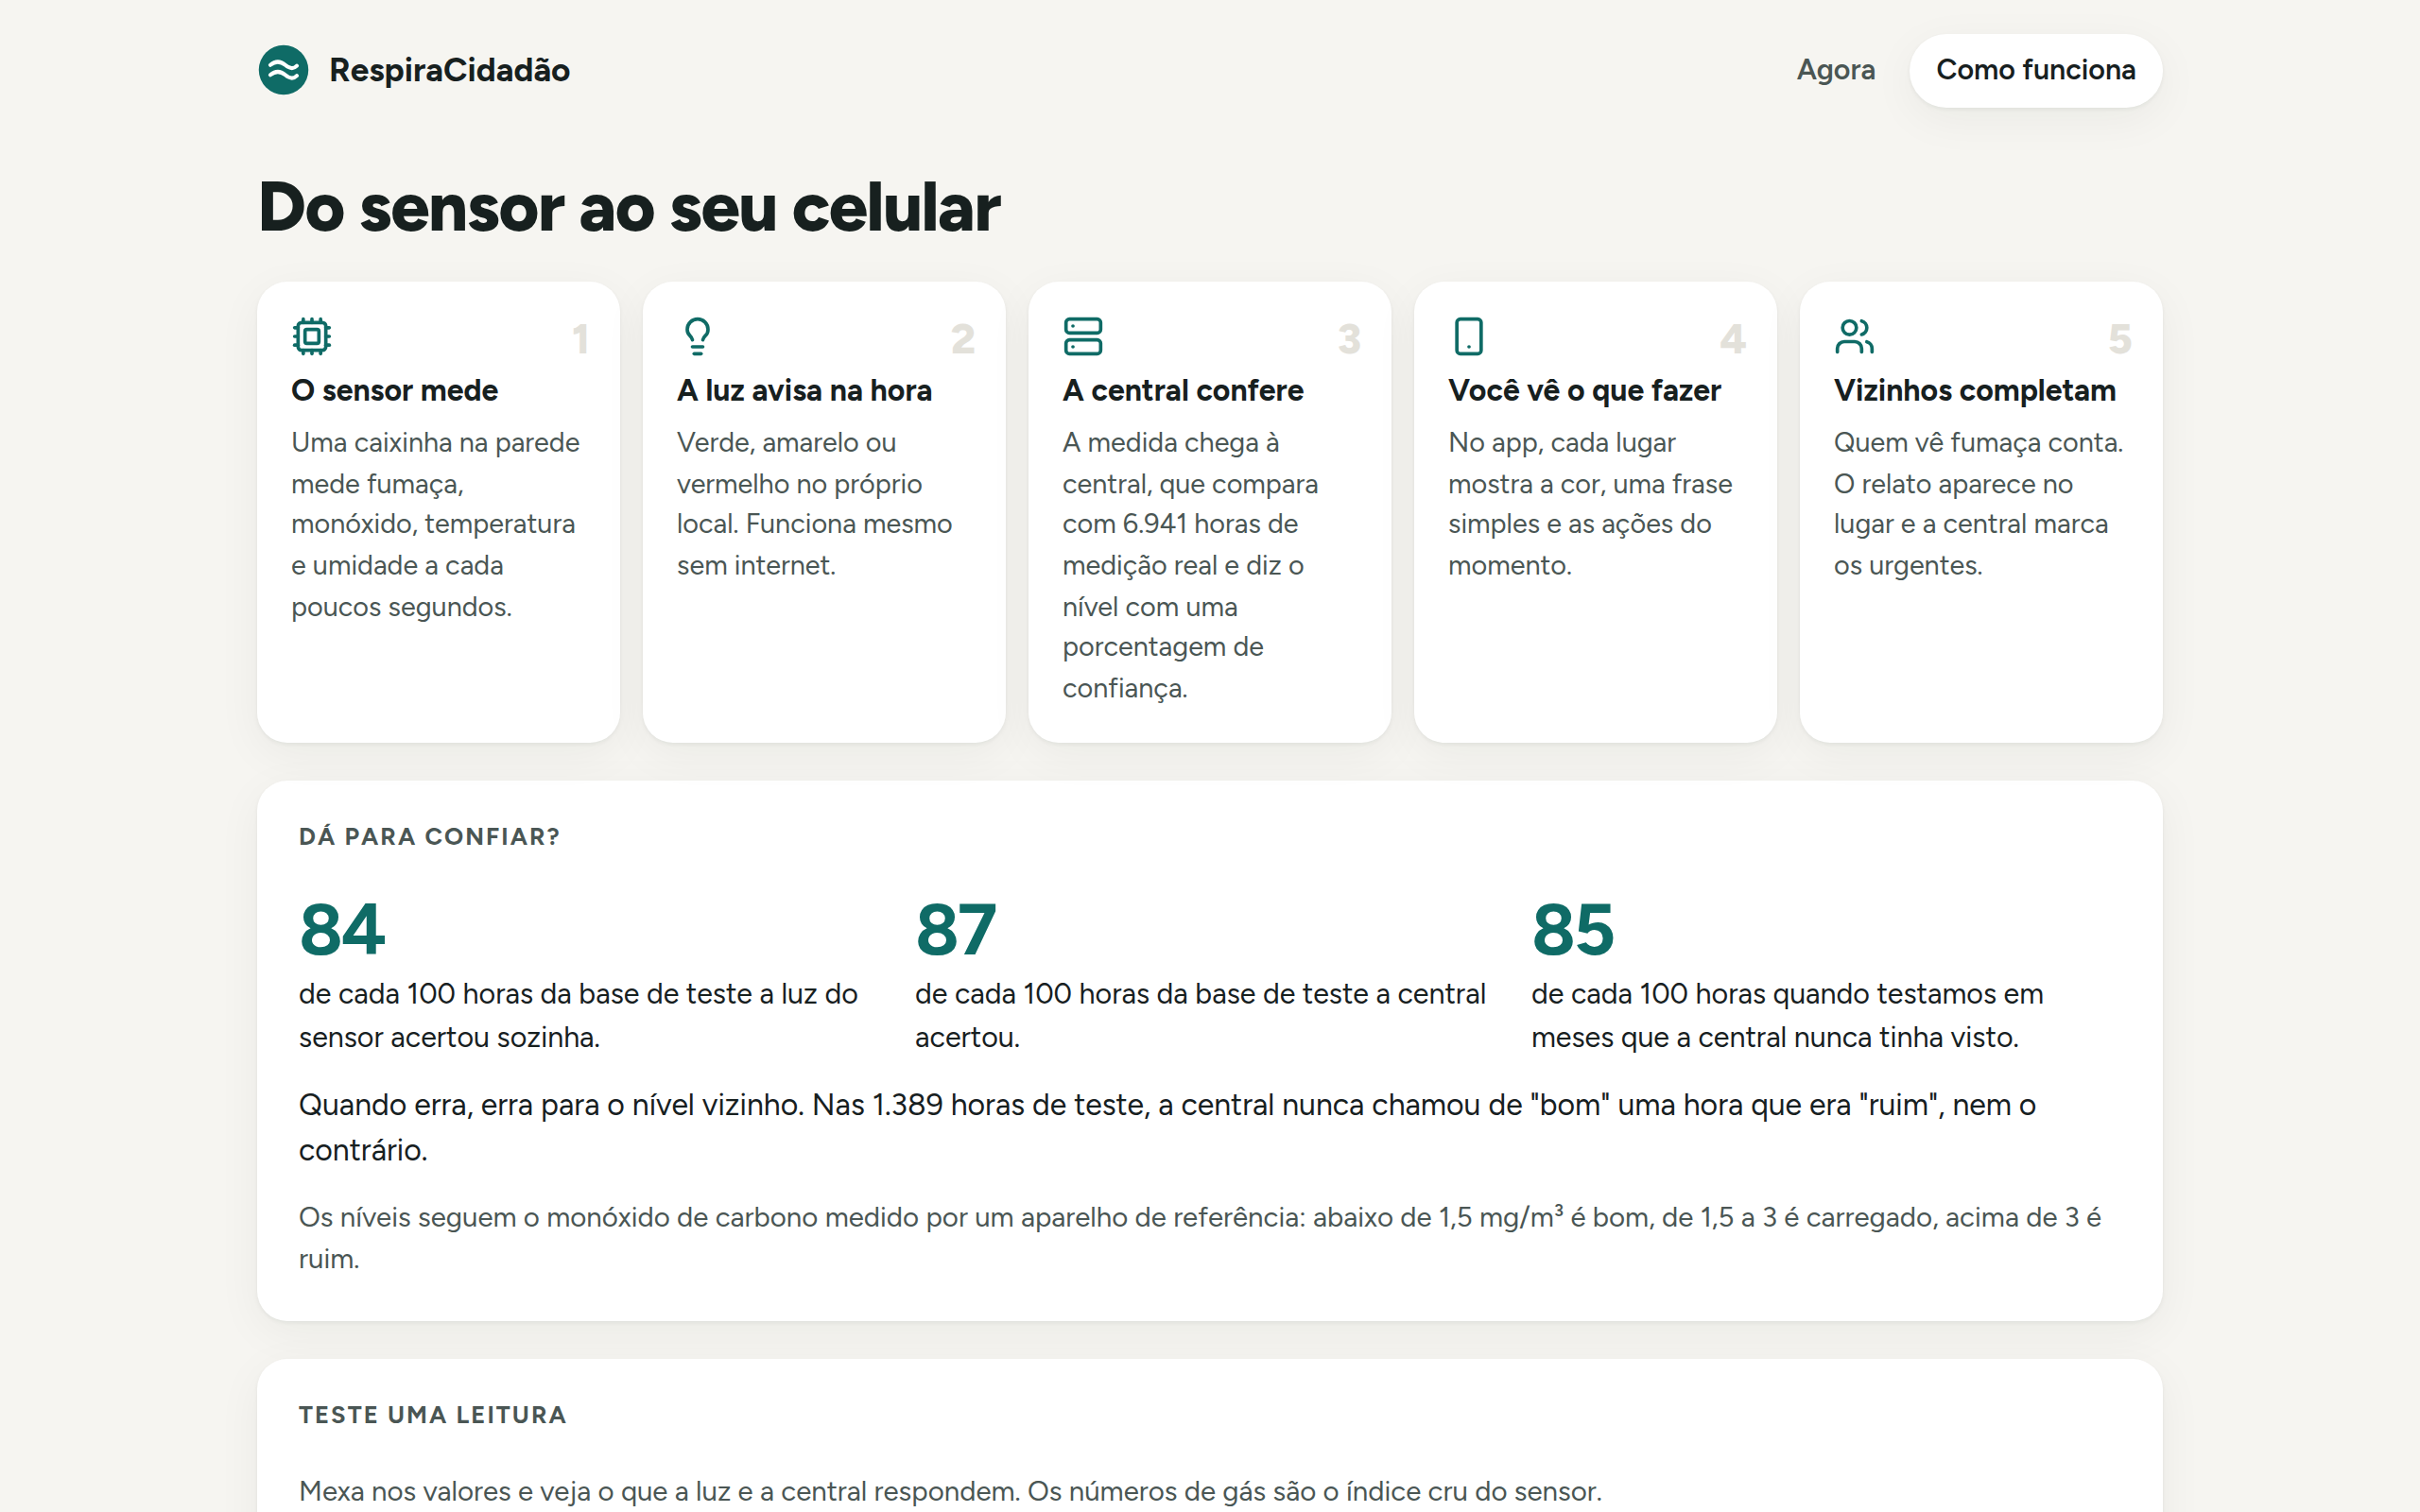 RespiraCidadão
Agora
Como funciona
Do sensor ao seu celular
1
O sensor mede
Uma caixinha na parede
mede fumaça,
monóxido, temperatura
e umidade a cada
poucos segundos.
2
A luz avisa na hora
Verde, amarelo ou
vermelho no próprio
local. Funciona mesmo
sem internet.
3
A central confere
A medida chega à
central, que compara
com 6.941 horas de
medição real e diz o
nível com uma
porcentagem de
confiança.
4
Você vê o que fazer
No app, cada lugar
mostra a cor, uma frase
simples e as ações do
momento.
5
Vizinhos completam
Quem vê fumaça conta.
O relato aparece no
lugar e a central marca
os urgentes.
DÁ PARA CONFIAR?
84
de cada 100 horas da base de teste a luz do
sensor acertou sozinha.
87
de cada 100 horas da base de teste a central
acertou.
85
de cada 100 horas quando testamos em
meses que a central nunca tinha visto.
Quando erra, erra para o nível vizinho. Nas 1.389 horas de teste, a central nunca chamou de "bom" uma hora que era "ruim", nem o
contrário.
Os níveis seguem o monóxido de carbono medido por um aparelho de referência: abaixo de 1,5 mg/m³ é bom, de 1,5 a 3 é carregado, acima de 3 é
ruim.
TESTE UMA LEITURA
Mexa nos valores e veja o que a luz e a central respondem. Os números de gás são o índice cru do sensor.